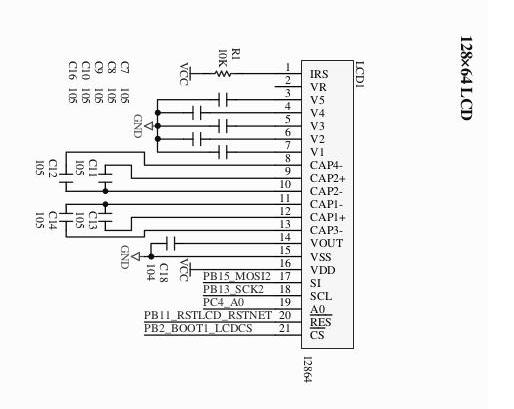 128×64LCD
LCD1
C7 105
C8 105
C9 105
C10 105
C16 105
R1
10K
VCC
1 IRS
2 VR
3 V5
4 V4
5 V3
6 V2
7 V1
8 CAP4-
9 CAP2+
10 CAP2-
11 CAP1-
12 CAP1+
13 CAP3-
14 VOUT
15 VSS
16 VDD
PB15_MOSI2 17 SI
PB13_SCK2 18 SCL
PC4_A0 19 A0
PB11_RSTLCD_RSTNET 20 RES
PB2_BOOT1_LCDCS 21 CS
GND
C12
105
C11
105
C14
105
C13
105
GND
C18
104
VCC
12864